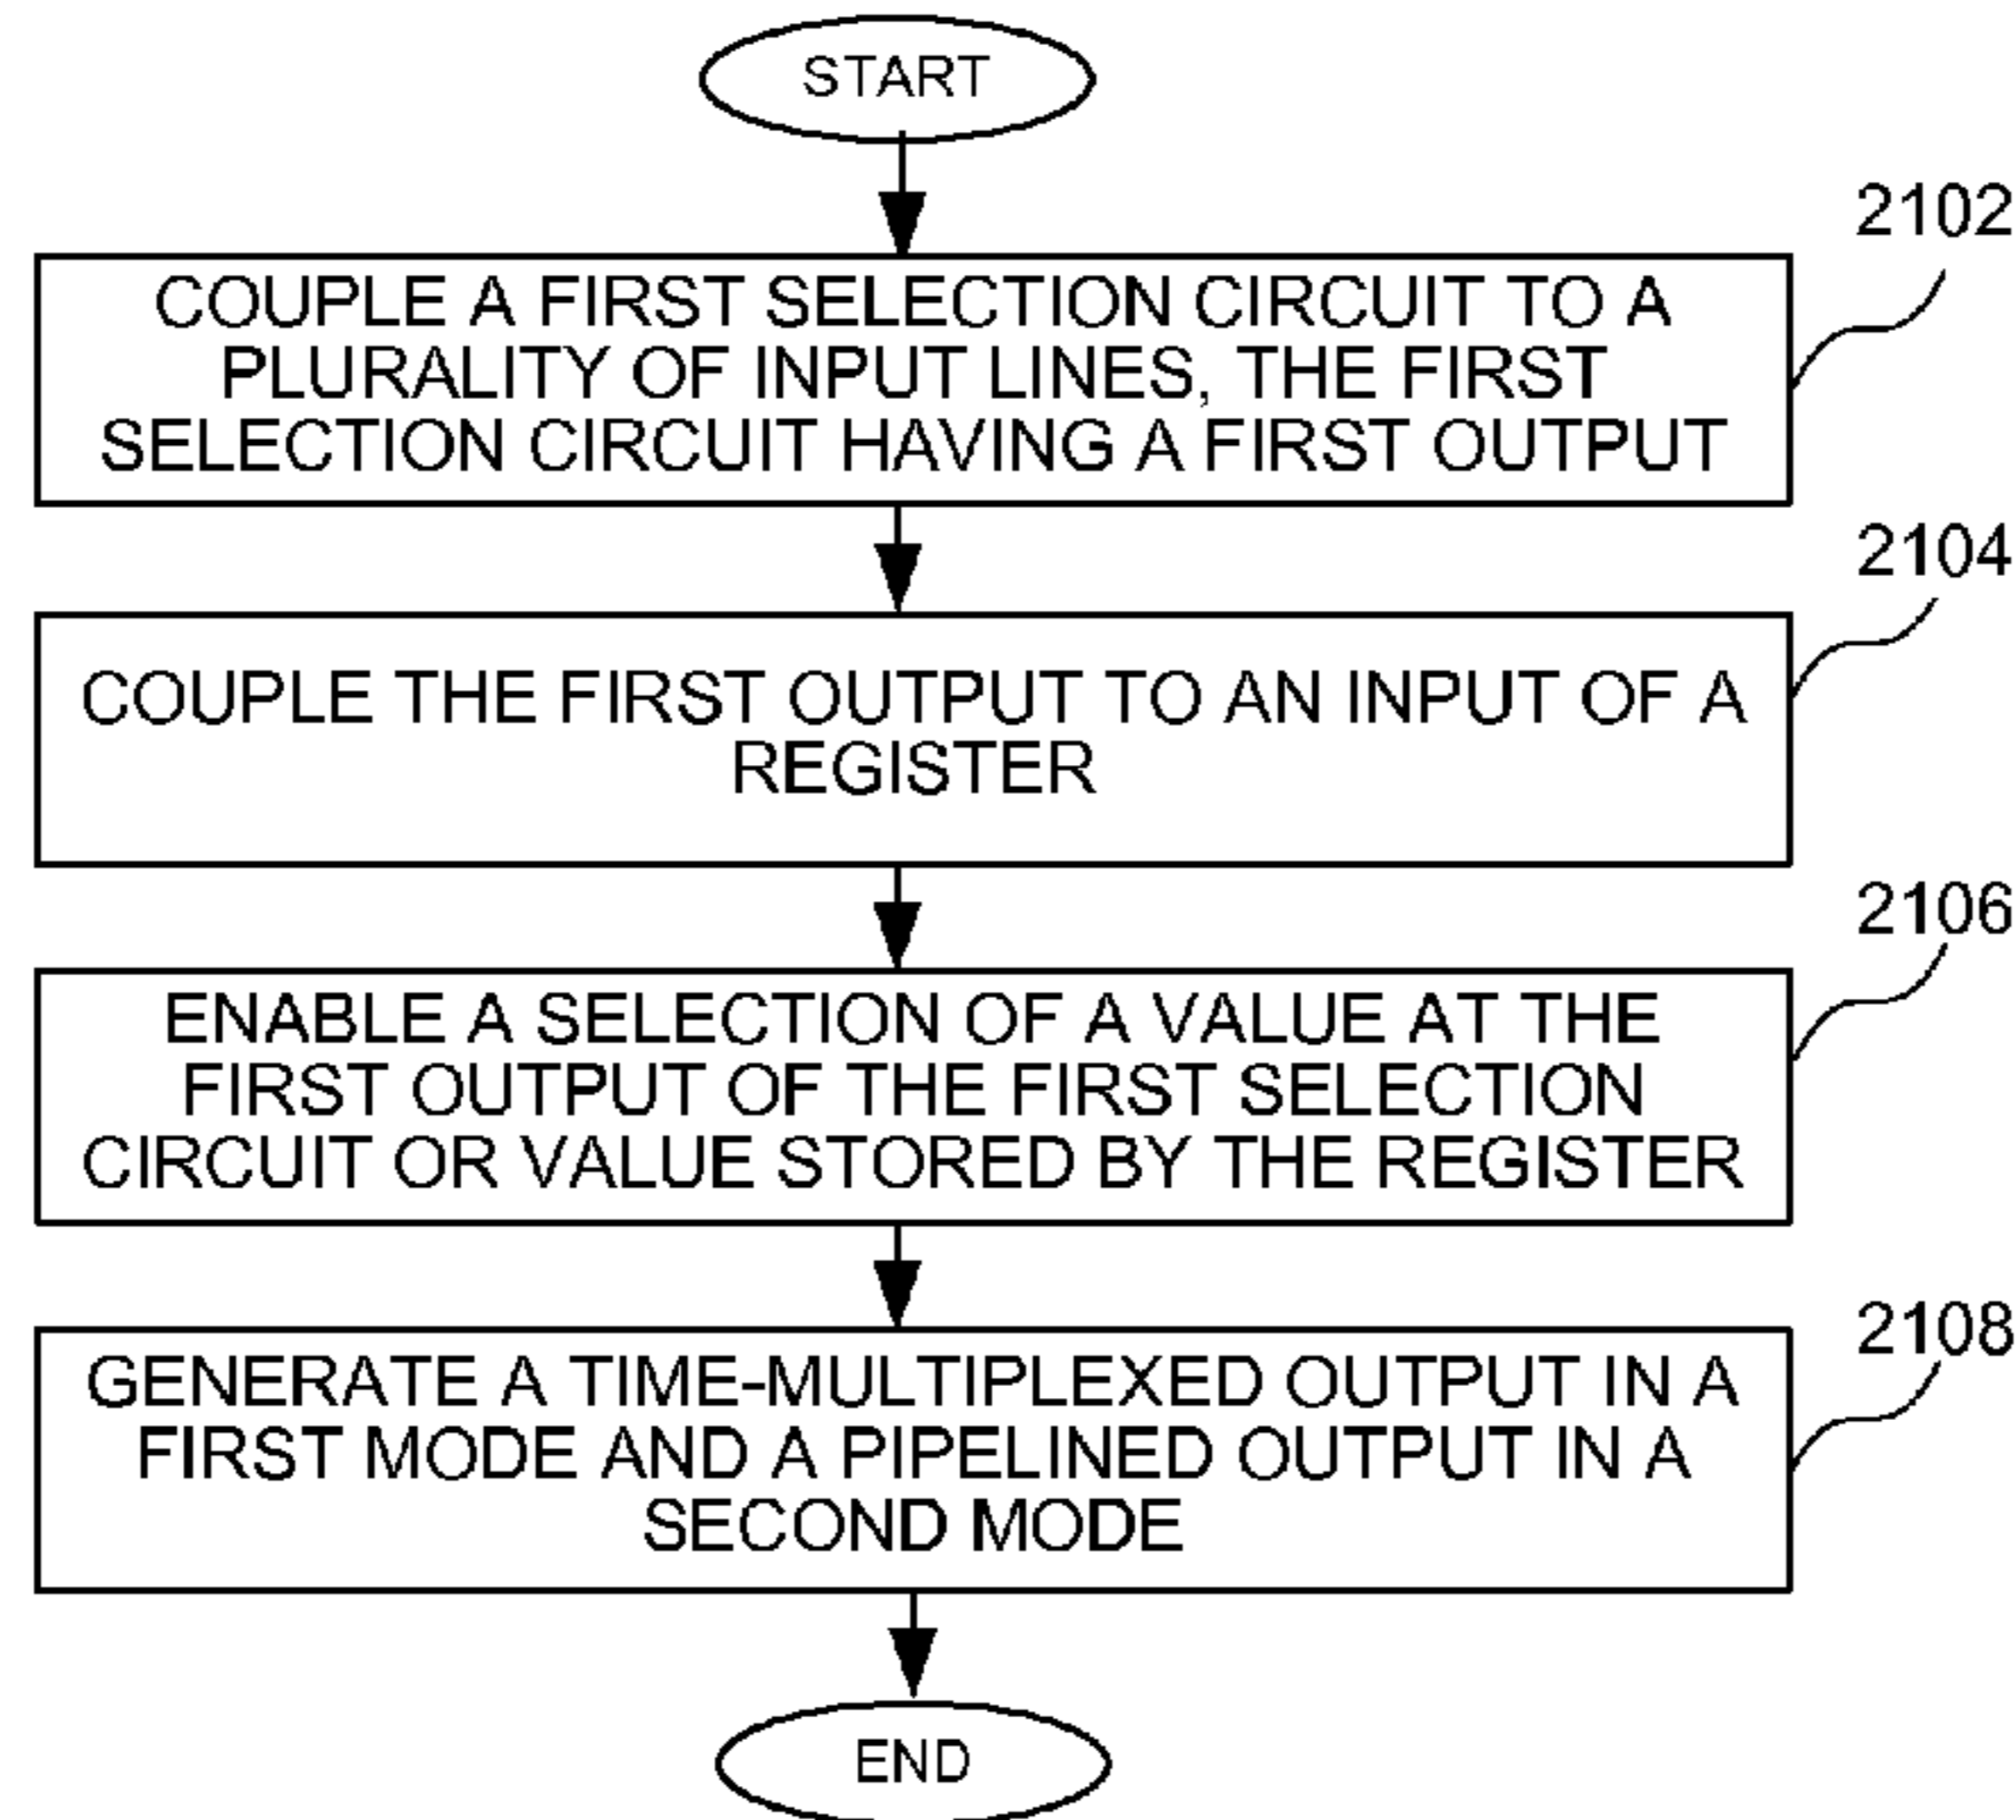 START
2102
COUPLE A FIRST SELECTION CIRCUIT TO A
PLURALITY OF INPUT LINES, THE FIRST
SELECTION CIRCUIT HAVING A FIRST OUTPUT
2104
COUPLE THE FIRST OUTPUT TO AN INPUT OF A
REGISTER
2106
ENABLE A SELECTION OF A VALUE AT THE
FIRST OUTPUT OF THE FIRST SELECTION
CIRCUIT OR VALUE STORED BY THE REGISTER
2108
GENERATE A TIME-MULTIPLEXED OUTPUT IN A
FIRST MODE AND A PIPELINED OUTPUT IN A
SECOND MODE
END